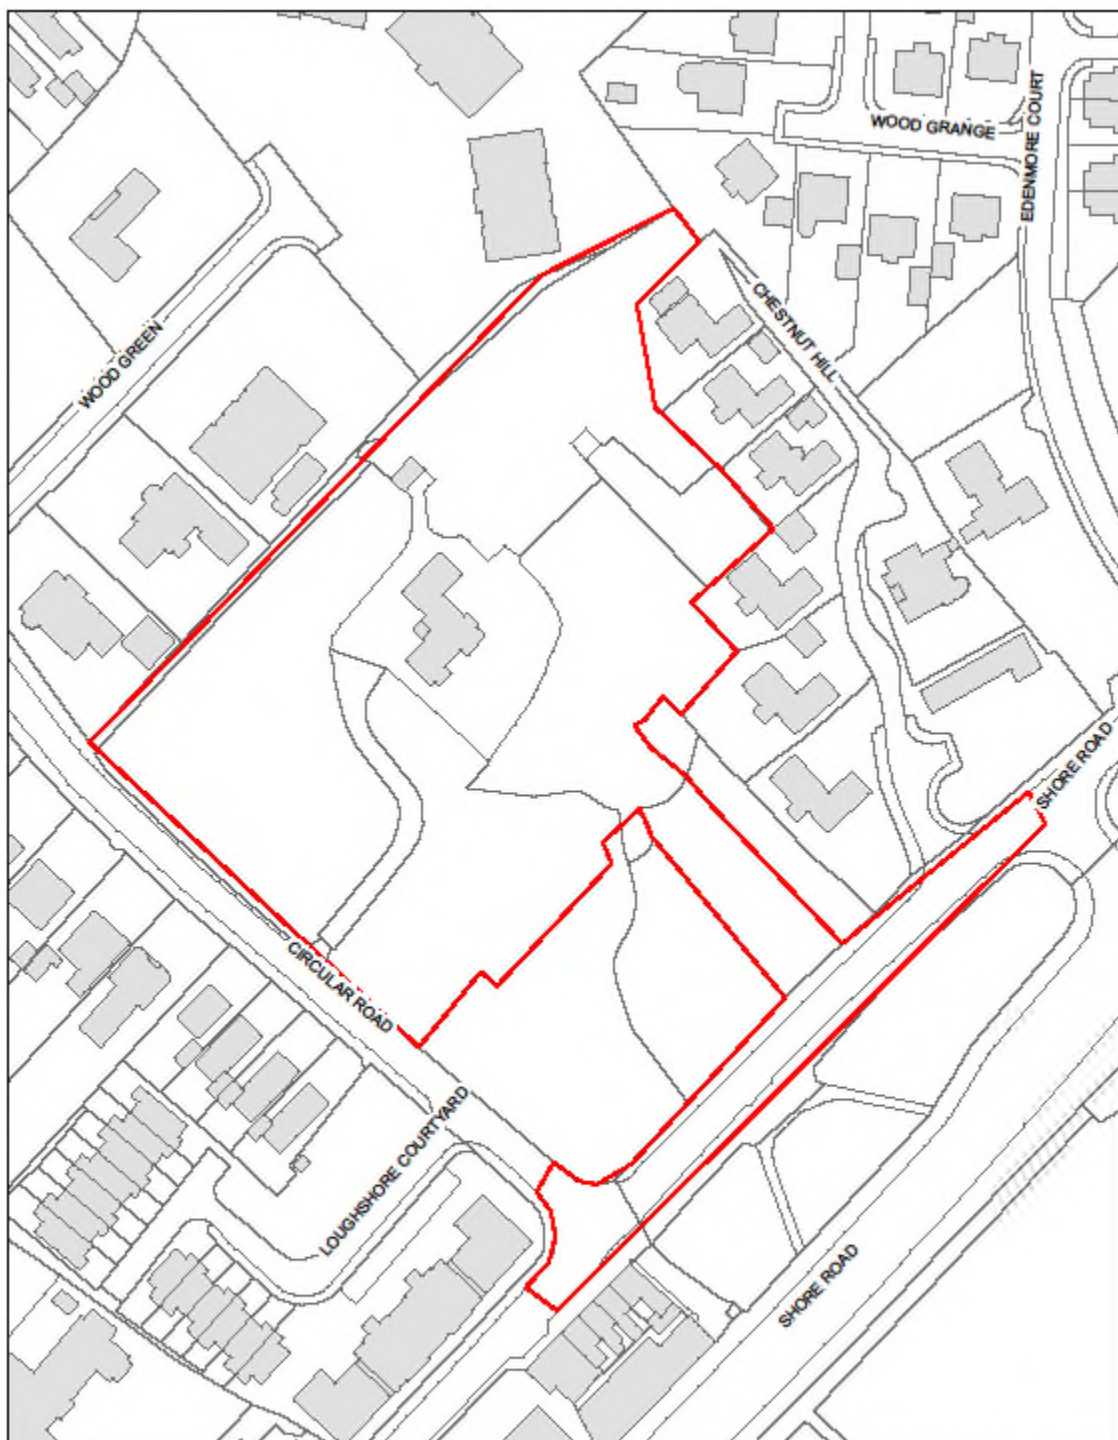 WOOD GRANGE
EDENMORE COURT
CHESTNUT HILL
WOOD GREEN
SHORE ROAD
CIRCULAR ROAD
LOUGHSHORE COURTYARD
SHORE ROAD